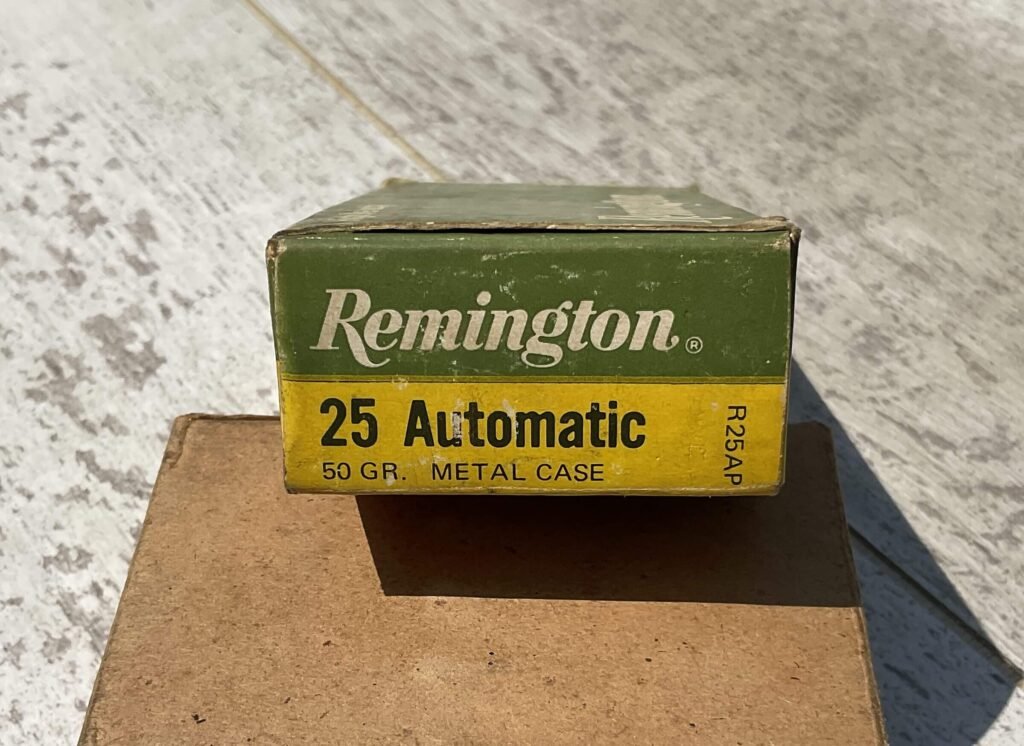 Remington®
25 Automatic
50 GR. METAL CASE
R25AP